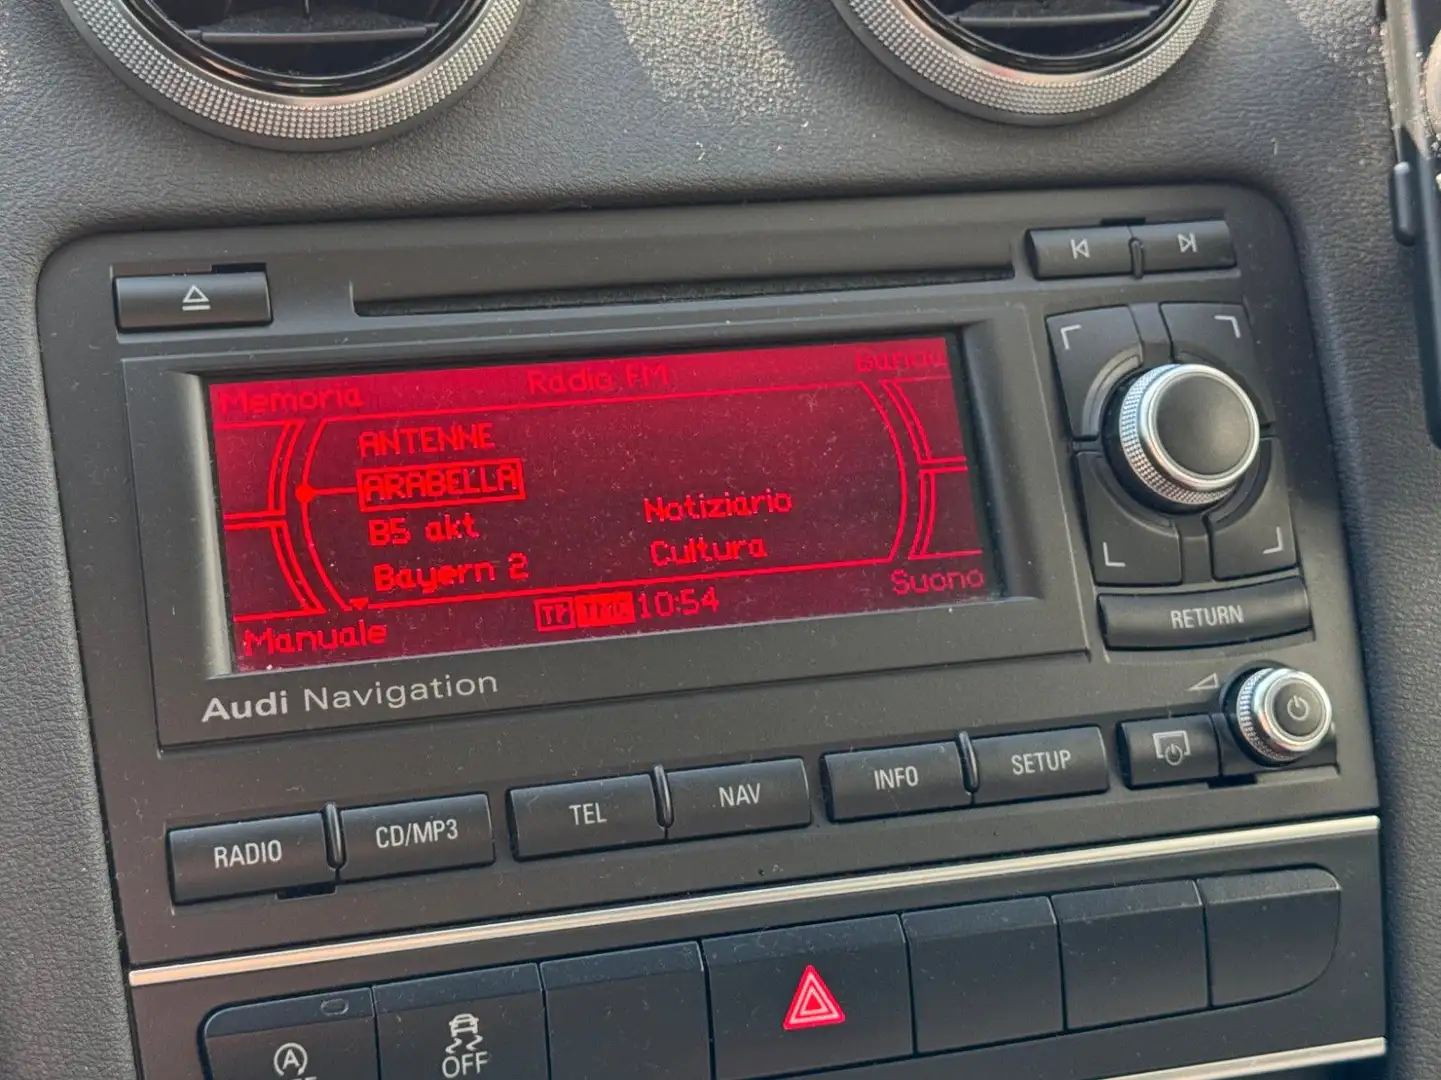 Memoria Radio FM Banda
ANTENNE
ARABELLA
B5 akt Notiziario
Bayern 2 Cultura
Manuale TP TMC 10:54 Suono
Audi Navigation
RETURN
RADIO CD/MP3 TEL NAV INFO SETUP
A OFF